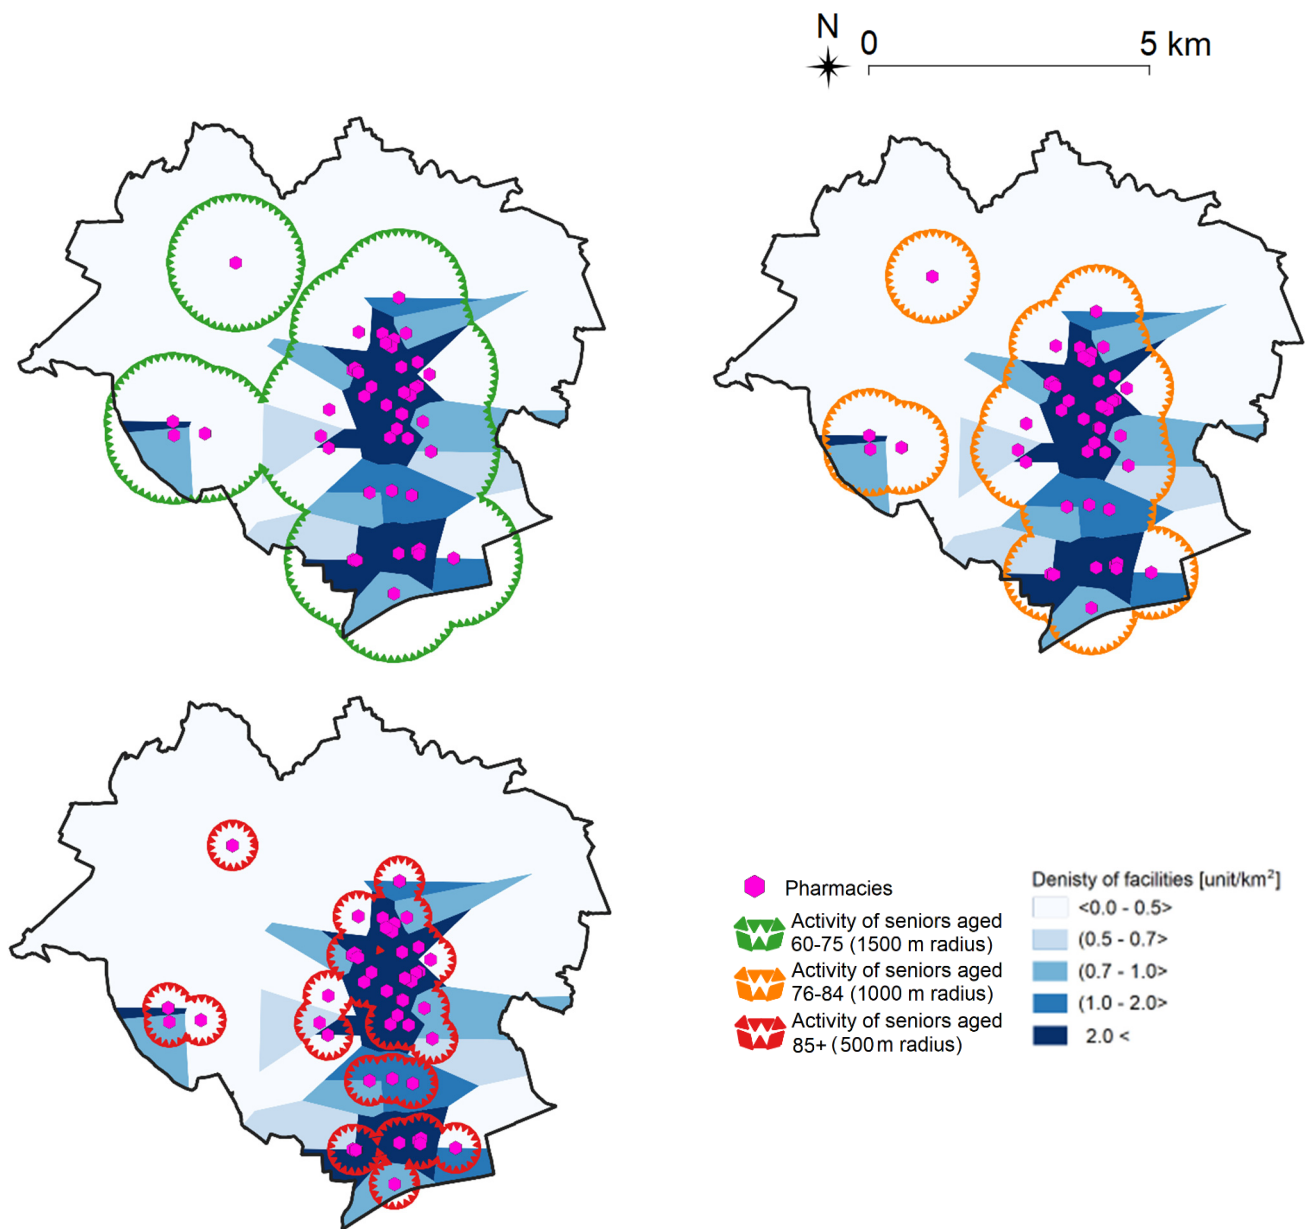 N 0 5 km
Pharmacies
Activity of seniors aged
60-75 (1500 m radius)
Activity of seniors aged
76-84 (1000 m radius)
Activity of seniors aged
85+ (500 m radius)
Denisty of facilities [unit/km²]
<0.0 - 0.5>
(0.5 - 0.7>
(0.7 - 1.0>
(1.0 - 2.0>
2.0 <